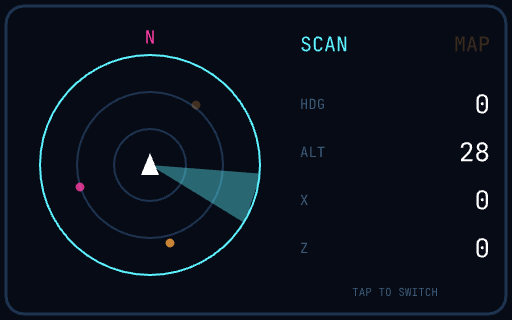 N
SCAN MAP
HDG 0
ALT 28
X 0
Z 0
TAP TO SWITCH